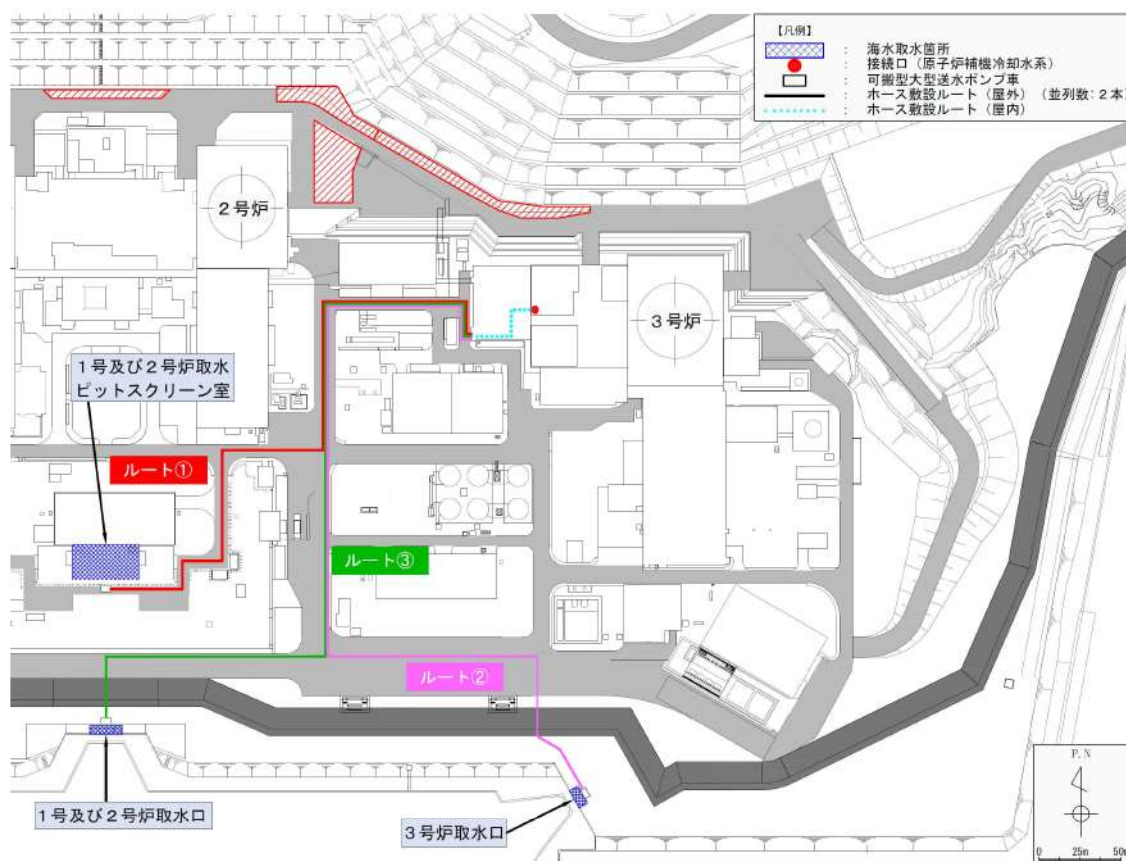 【凡例】
： 海水取水箇所
： 接続口（原子炉補機冷却水系）
： 可搬型大型送水ポンプ車
： ホース敷設ルート（屋外）（並列数：2本）
： ホース敷設ルート（屋内）
2号炉
3号炉
1号及び2号炉取水
ピットスクリーン室
ルート①
ルート③
ルート②
1号及び2号炉取水口
3号炉取水口
P.N
0 25m 50m